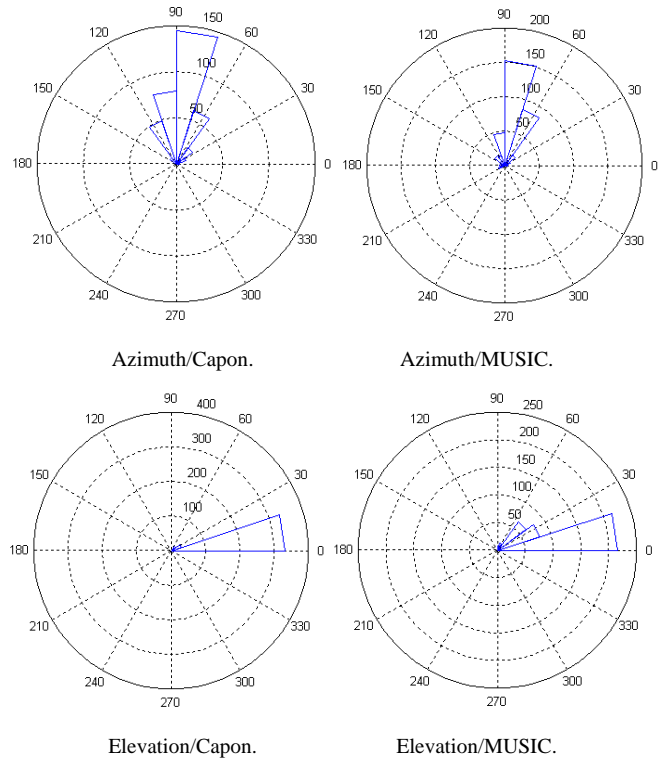 90 150 90 200
120 60 120 60
150
100 100
150 30 150 30
50 50
180 0 180 0
210 330 210 330
240 300 240 300
270 270
Azimuth/Capon. Azimuth/MUSIC.
90 400 90 250
120 60 120 60
300 200
150 30 150 150 30
200 100
100 50
180 0 180 0
210 330 210 330
240 300 240 300
270 270
Elevation/Capon. Elevation/MUSIC.